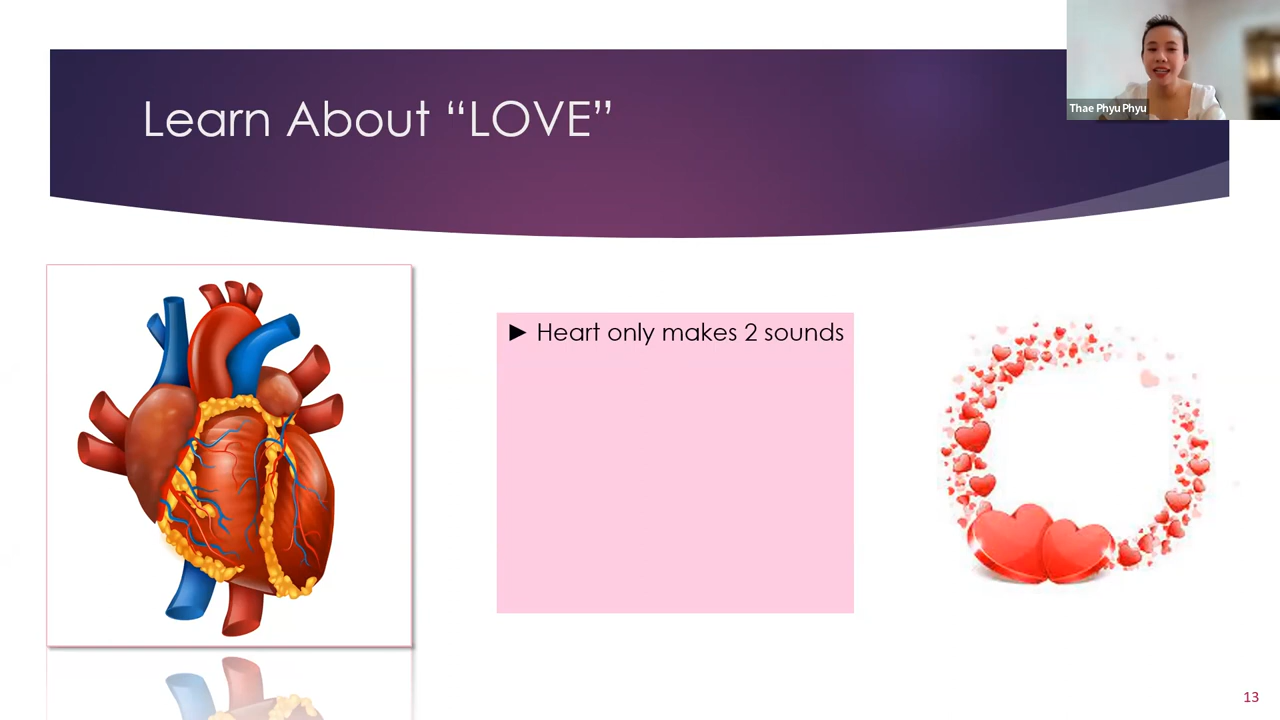 Learn About “LOVE”
Thae Phyu Phyu
► Heart only makes 2 sounds
13